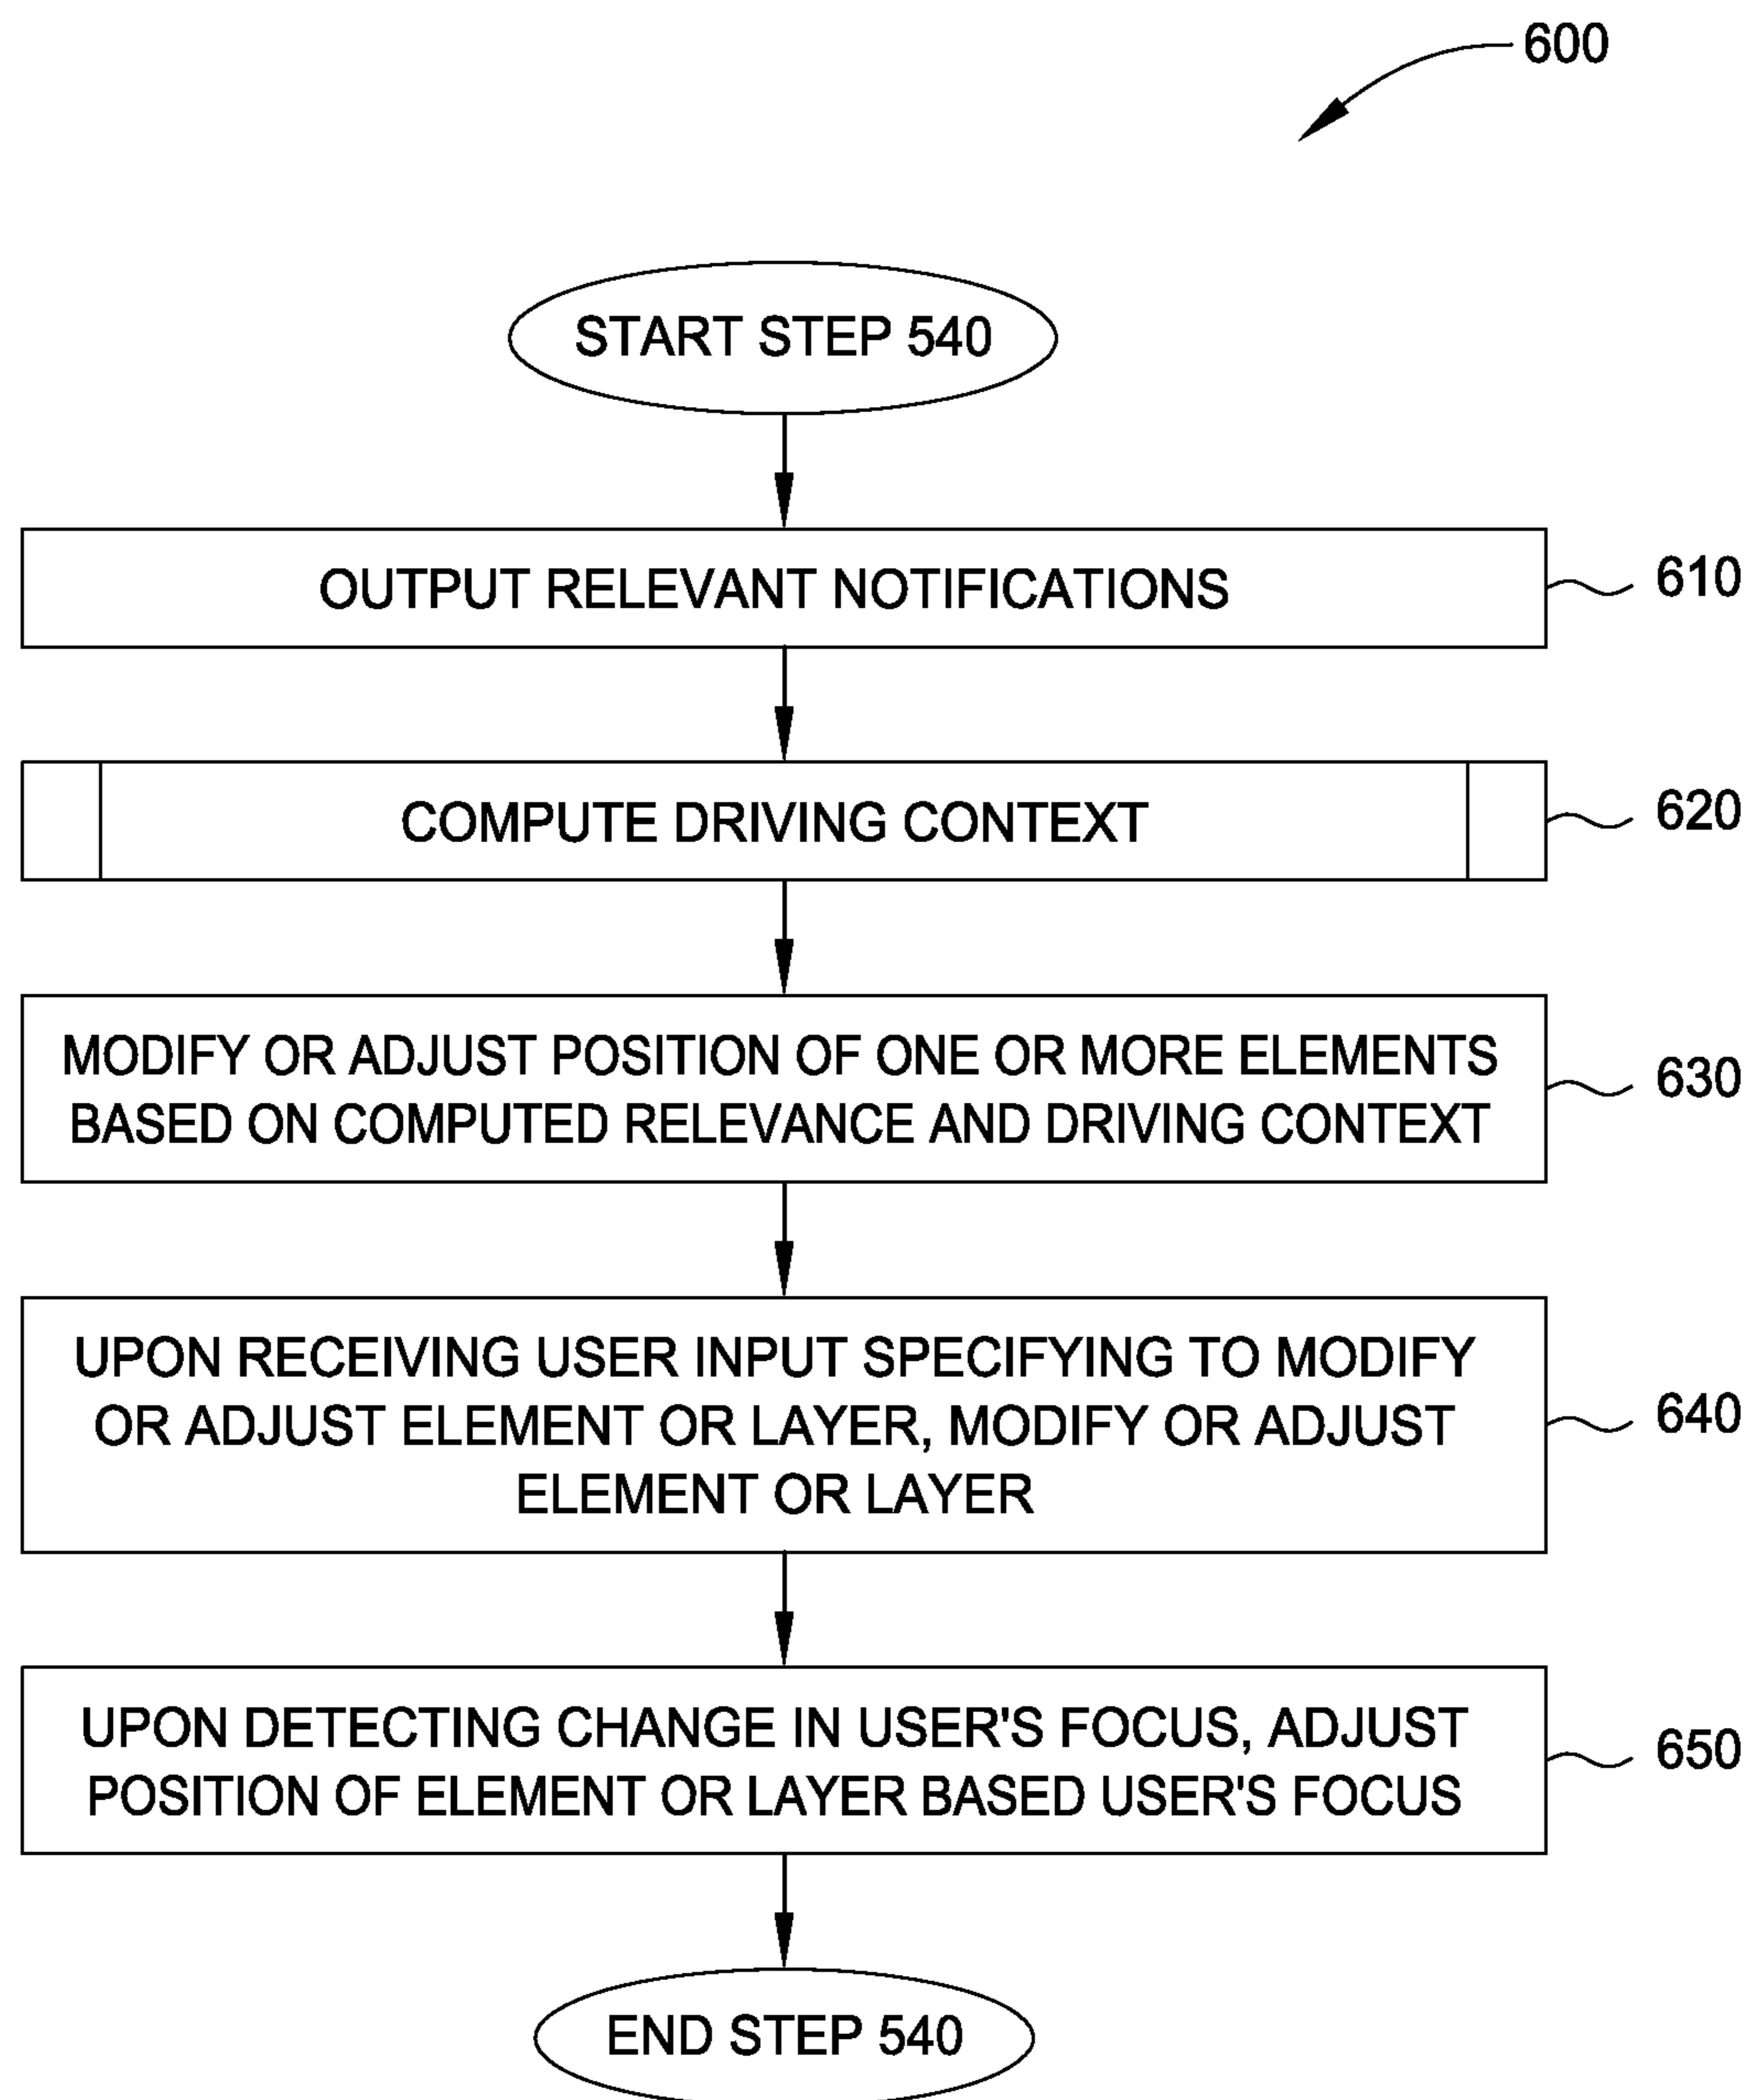 600
START STEP 540
OUTPUT RELEVANT NOTIFICATIONS
610
COMPUTE DRIVING CONTEXT
620
MODIFY OR ADJUST POSITION OF ONE OR MORE ELEMENTS
BASED ON COMPUTED RELEVANCE AND DRIVING CONTEXT
630
UPON RECEIVING USER INPUT SPECIFYING TO MODIFY
OR ADJUST ELEMENT OR LAYER, MODIFY OR ADJUST
ELEMENT OR LAYER
640
UPON DETECTING CHANGE IN USER'S FOCUS, ADJUST
POSITION OF ELEMENT OR LAYER BASED USER'S FOCUS
650
END STEP 540